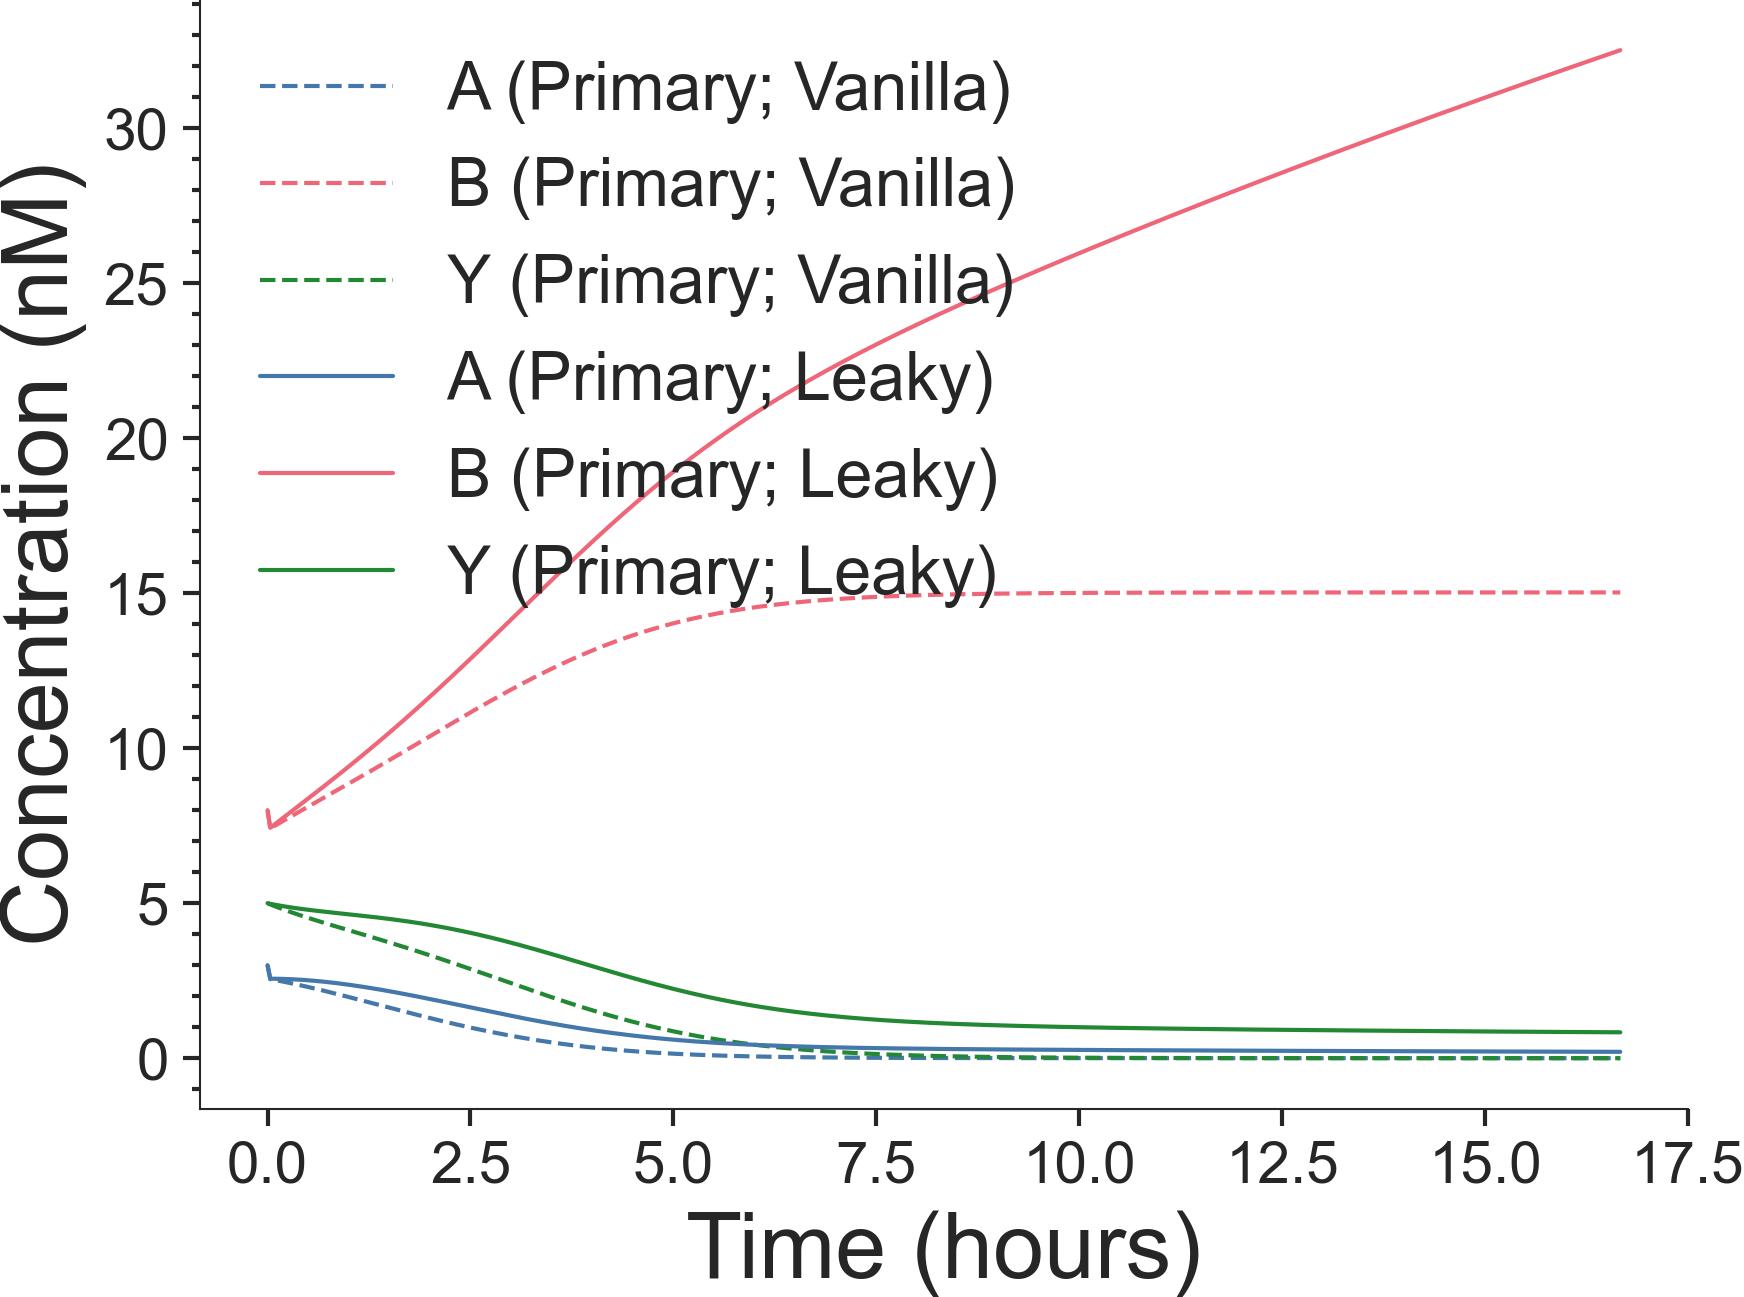 Concentration (nM)
30
25
20
15
10
5
0
A (Primary; Vanilla)
B (Primary; Vanilla)
Y (Primary; Vanilla)
A (Primary; Leaky)
B (Primary; Leaky)
Y (Primary; Leaky)
0.0 2.5 5.0 7.5 10.0 12.5 15.0 17.5
Time (hours)